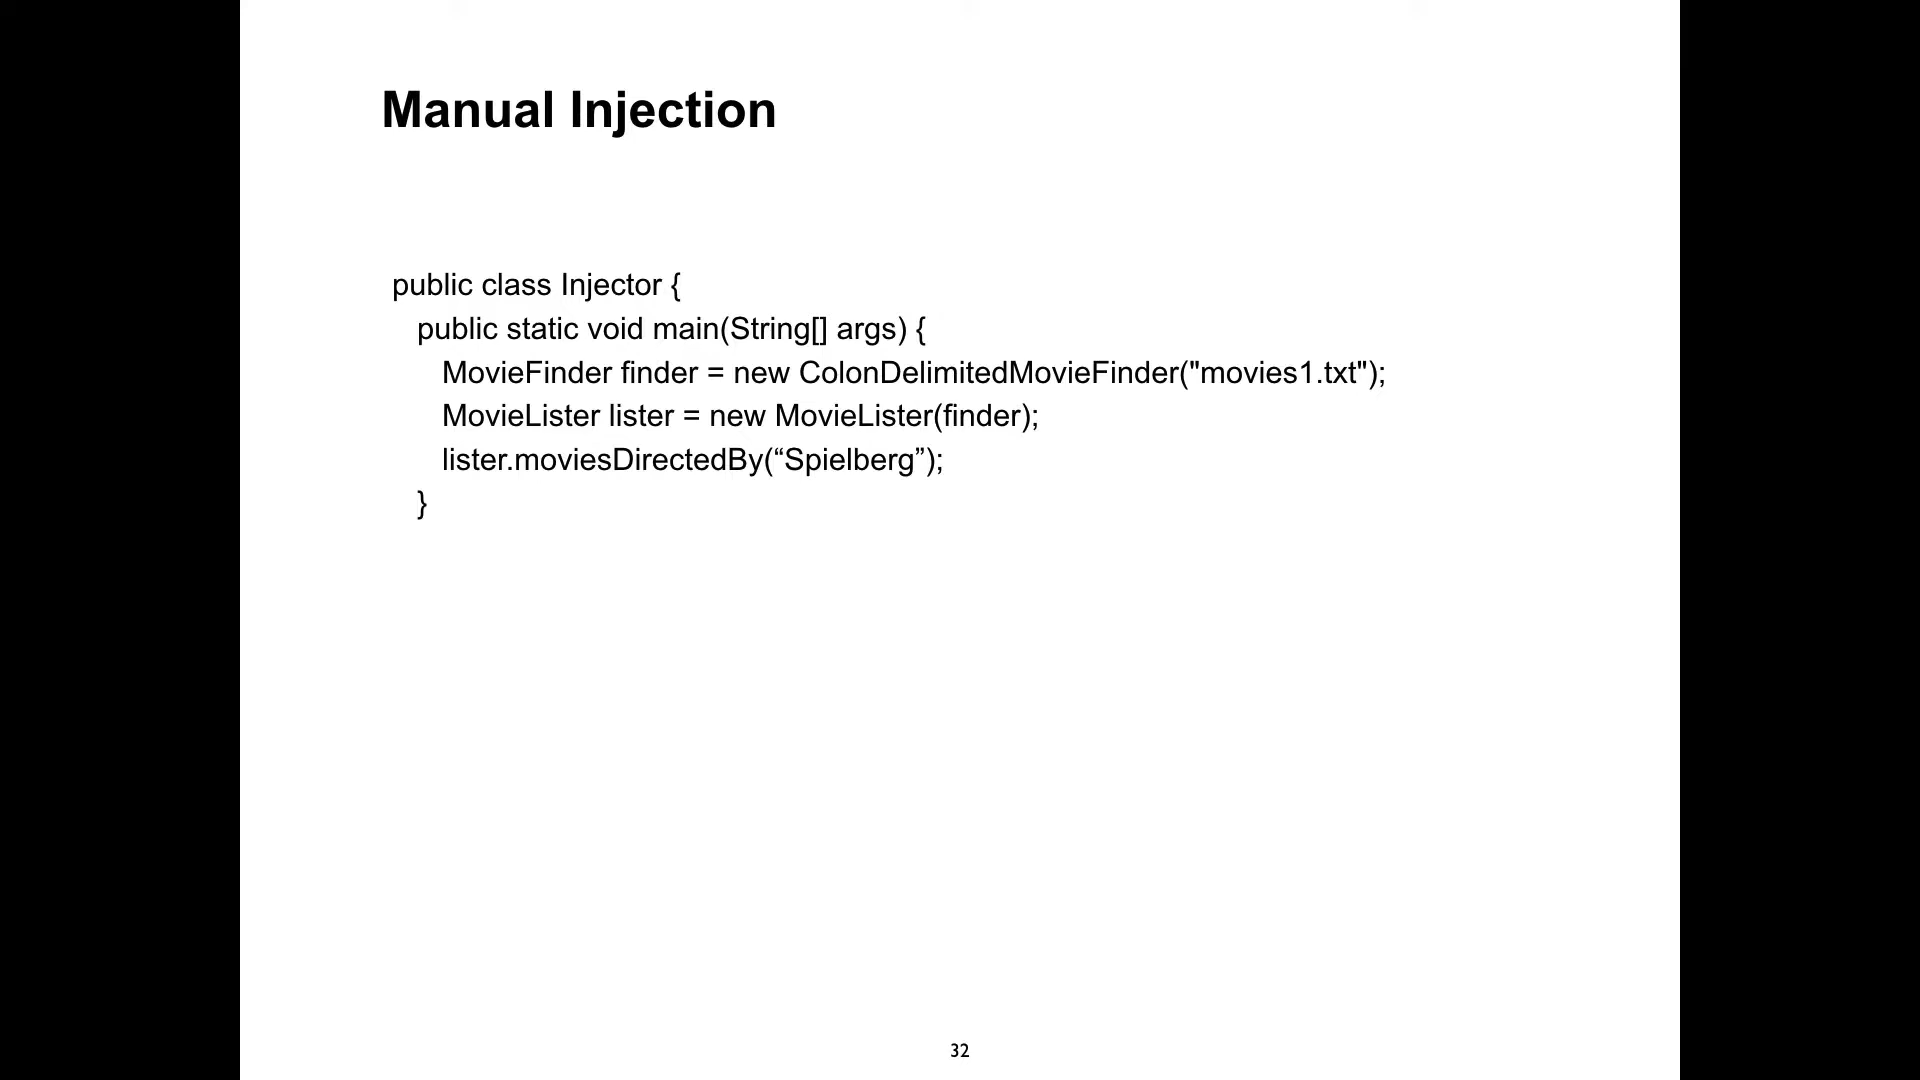 Manual Injection
public class Injector {
public static void main(String[] args) {
MovieFinder finder = new ColonDelimitedMovieFinder("movies1.txt");
MovieLister lister = new MovieLister(finder);
lister.moviesDirectedBy(“Spielberg”);
}
32